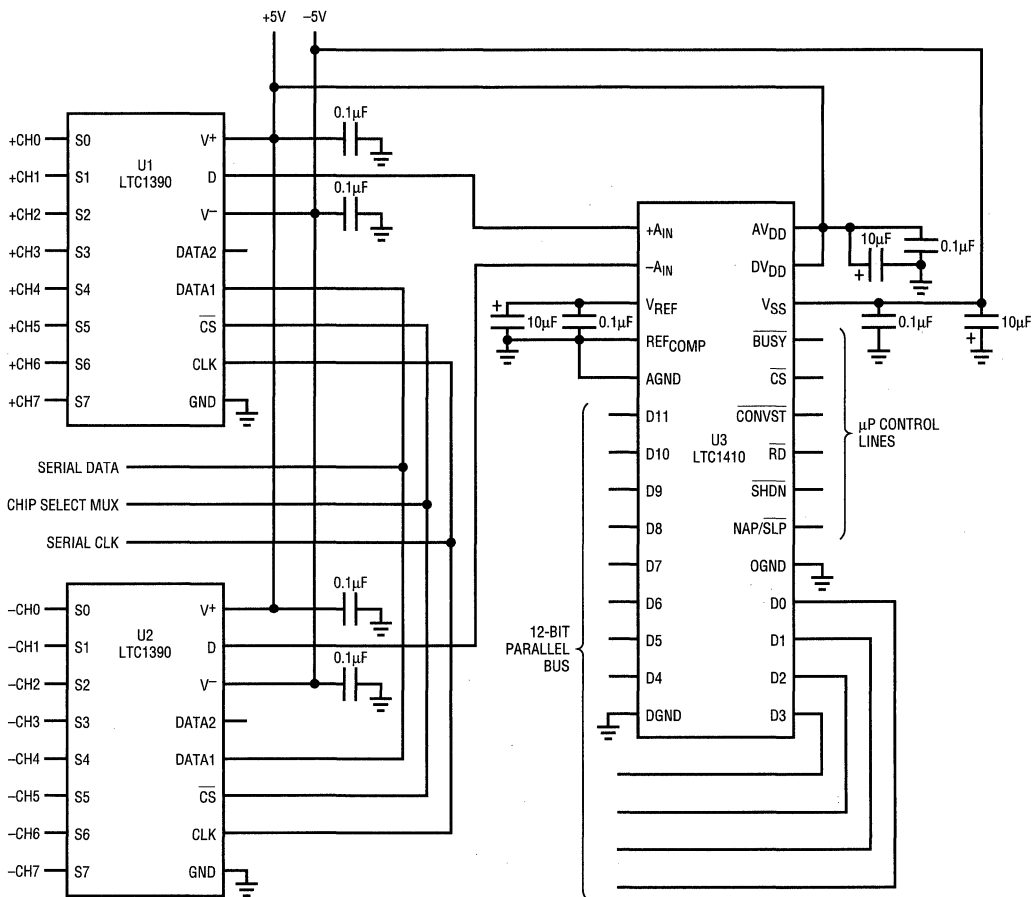 +5V
–5V
0.1µF
+CH0
S0
V+
+CH1
S1
U1
LTC1390
D
0.1µF
+CH2
S2
V–
+CH3
S3
DATA2
+CH4
S4
DATA1
+CH5
S5
CS
+CH6
S6
CLK
+CH7
S7
GND
SERIAL DATA
CHIP SELECT MUX
SERIAL CLK
–CH0
S0
V+
0.1µF
–CH1
S1
U2
LTC1390
D
0.1µF
–CH2
S2
V–
–CH3
S3
DATA2
–CH4
S4
DATA1
–CH5
S5
CS
–CH6
S6
CLK
–CH7
S7
GND
+AIN
AVDD
10µF
+
0.1µF
–AIN
DVDD
+
10µF
0.1µF
VREF
VSS
0.1µF
10µF
+
REFCOMP
BUSY
AGND
CS
D11
CONVST
µP CONTROL
LINES
D10
U3
LTC1410
RD
D9
SHDN
D8
NAP/SLP
D7
OGND
D6
D0
12-BIT
PARALLEL
BUS
D5
D1
D4
D2
DGND
D3